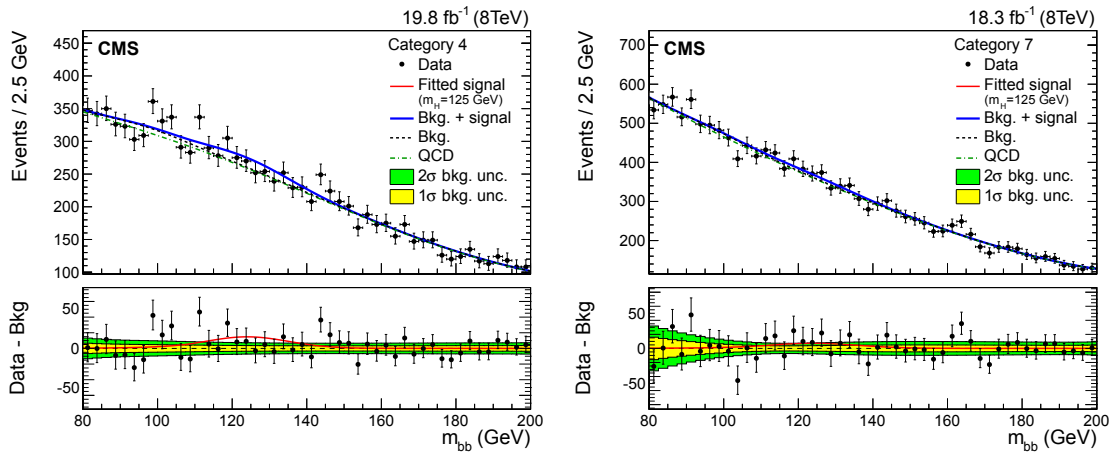 19.8 fb⁻¹ (8TeV)
CMS
Category 4
Data
Fitted signal
(m_H=125 GeV)
Bkg. + signal
Bkg.
QCD
2σ bkg. unc.
1σ bkg. unc.
Events / 2.5 GeV
450
400
350
300
250
200
150
100
Data - Bkg
50
0
50
80 100 120 140 160 180 200
m_bb (GeV)
18.3 fb⁻¹ (8TeV)
CMS
Category 7
Data
Fitted signal
(m_H=125 GeV)
Bkg. + signal
Bkg.
QCD
2σ bkg. unc.
1σ bkg. unc.
Events / 2.5 GeV
700
600
500
400
300
200
Data - Bkg
50
0
50
80 100 120 140 160 180 200
m_bb (GeV)